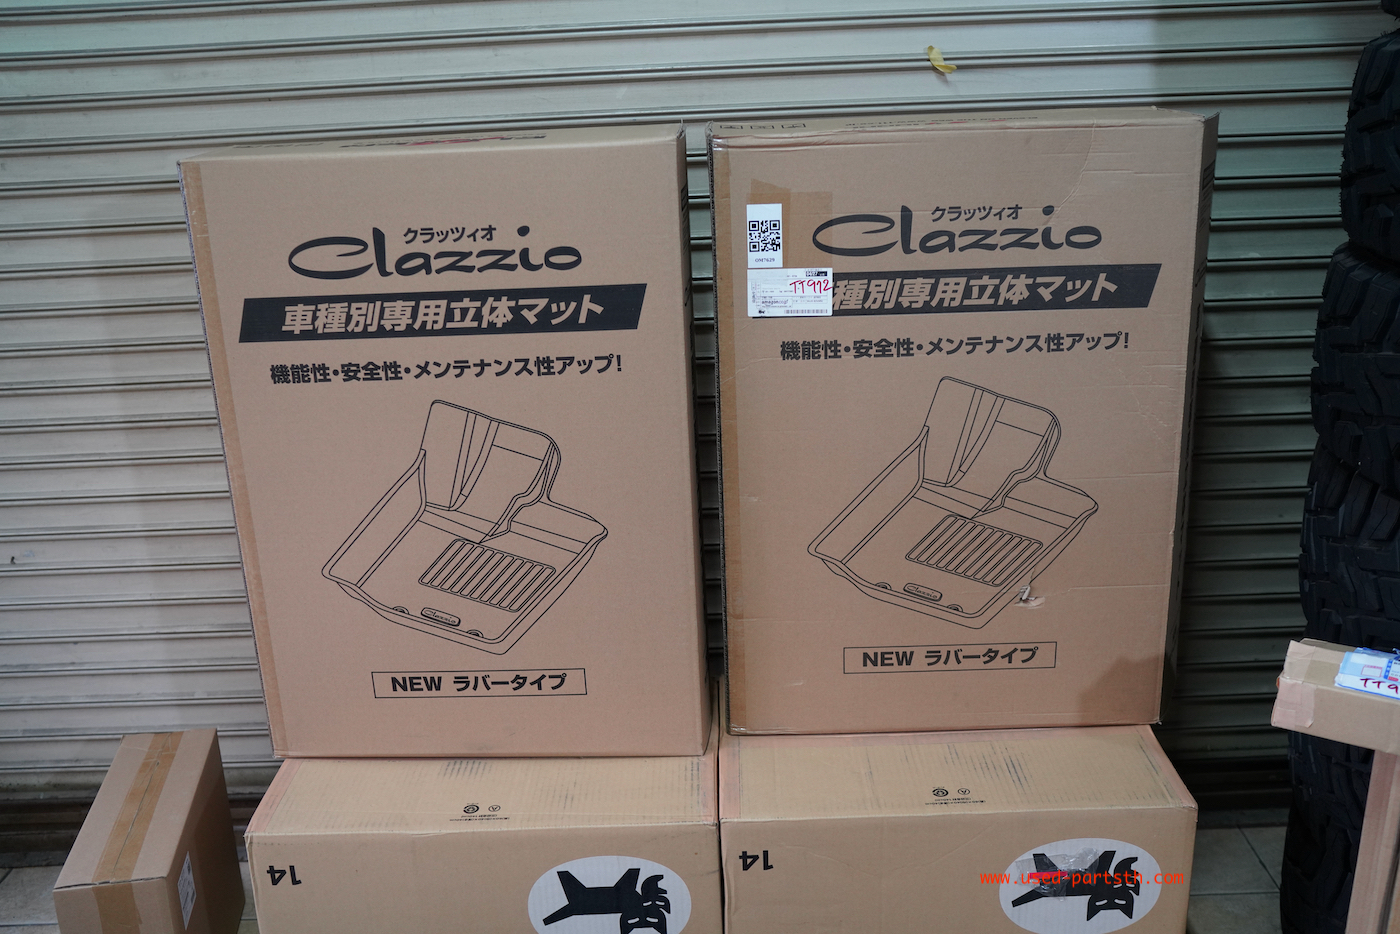 クラッツィオ
Clazzio
車種別専用立体マット
機能性・安全性・メンテナンス性アップ!
Clazzio
NEW ラバータイプ
クラッツィオ
Clazzio
TT972
種別専用立体マット
機能性・安全性・メンテナンス性アップ!
Clazzio
NEW ラバータイプ
14
14
TT9
www.used-partsth.com